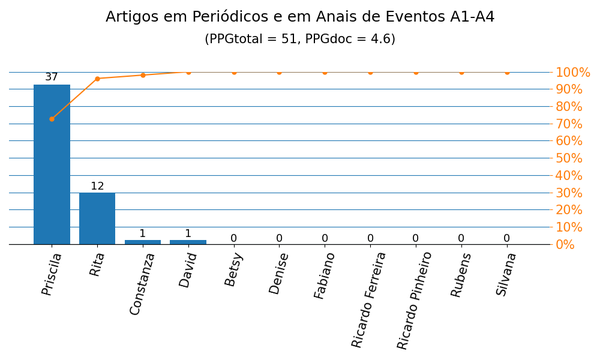 Artigos em Periódicos e em Anais de Eventos A1-A4
(PPGtotal = 51, PPGdoc = 4.6)
37
12
1
1
0
0
0
0
0
0
0
100%
90%
80%
70%
60%
50%
40%
30%
20%
10%
0%
Priscila
Rita
Constanza
David
Betsy
Denise
Fabiano
Ricardo Ferreira
Ricardo Pinheiro
Rubens
Silvana